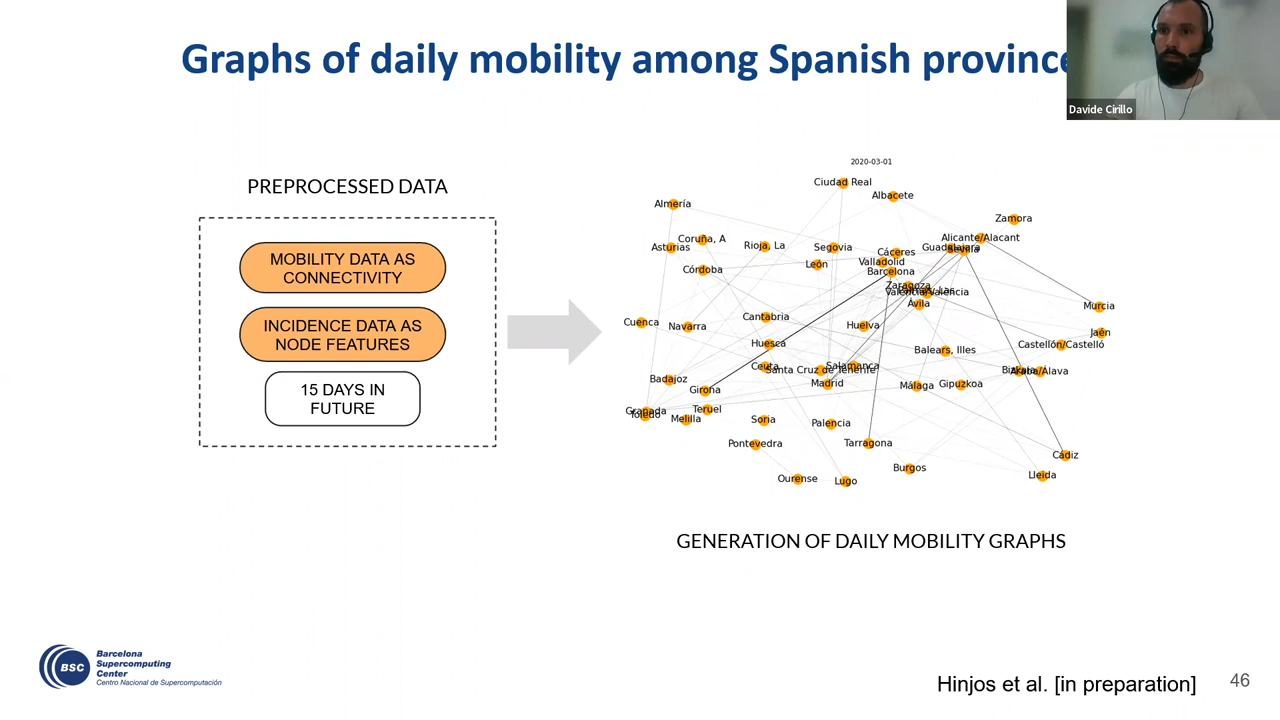 Graphs of daily mobility among Spanish province
Davide Cirillo
PREPROCESSED DATA
MOBILITY DATA AS
CONNECTIVITY
INCIDENCE DATA AS
NODE FEATURES
15 DAYS IN
FUTURE
2020-03-01
Ciudad Real
Albacete
Almería
Zamora
Coruña, A
Alicante/Alacant
Asturias
Rioja, La
Segovia
Guadalajara
Sevilla
Cáceres
León
Valladolid
Córdoba
Barcelona
Zaragoza
Valencia/València
Ávila
Murcia
Cantabria
Cuenca
Navarra
Huelva
Jaén
Huesca
Castellón/Castelló
Balears, Illes
Ceuta
Salamanca
Santa Cruz de Tenerife
Bizkaia
Araba/Álava
Badajoz
Madrid
Málaga
Gipuzkoa
Girona
Granada
Toledo
Teruel
Melilla
Soria
Palencia
Pontevedra
Tarragona
Cádiz
Burgos
Ourense
Lugo
Lleida
GENERATION OF DAILY MOBILITY GRAPHS
BSC
Barcelona
Supercomputing
Center
Centro Nacional de Supercomputación
Hinjos et al. [in preparation]
46